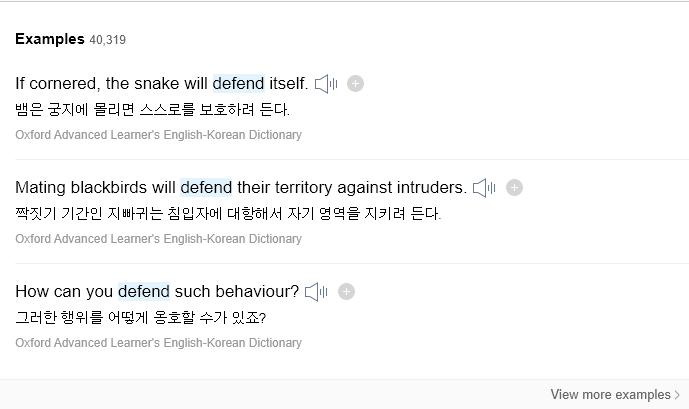 Examples 40,319
If cornered, the snake will defend itself.
뱀은 궁지에 몰리면 스스로를 보호하려 든다.
Oxford Advanced Learner's English-Korean Dictionary
Mating blackbirds will defend their territory against intruders.
짝짓기 기간인 지빠귀는 침입자에 대항해서 자기 영역을 지키려 든다.
Oxford Advanced Learner's English-Korean Dictionary
How can you defend such behaviour?
그러한 행위를 어떻게 옹호할 수가 있죠?
Oxford Advanced Learner's English-Korean Dictionary
View more examples